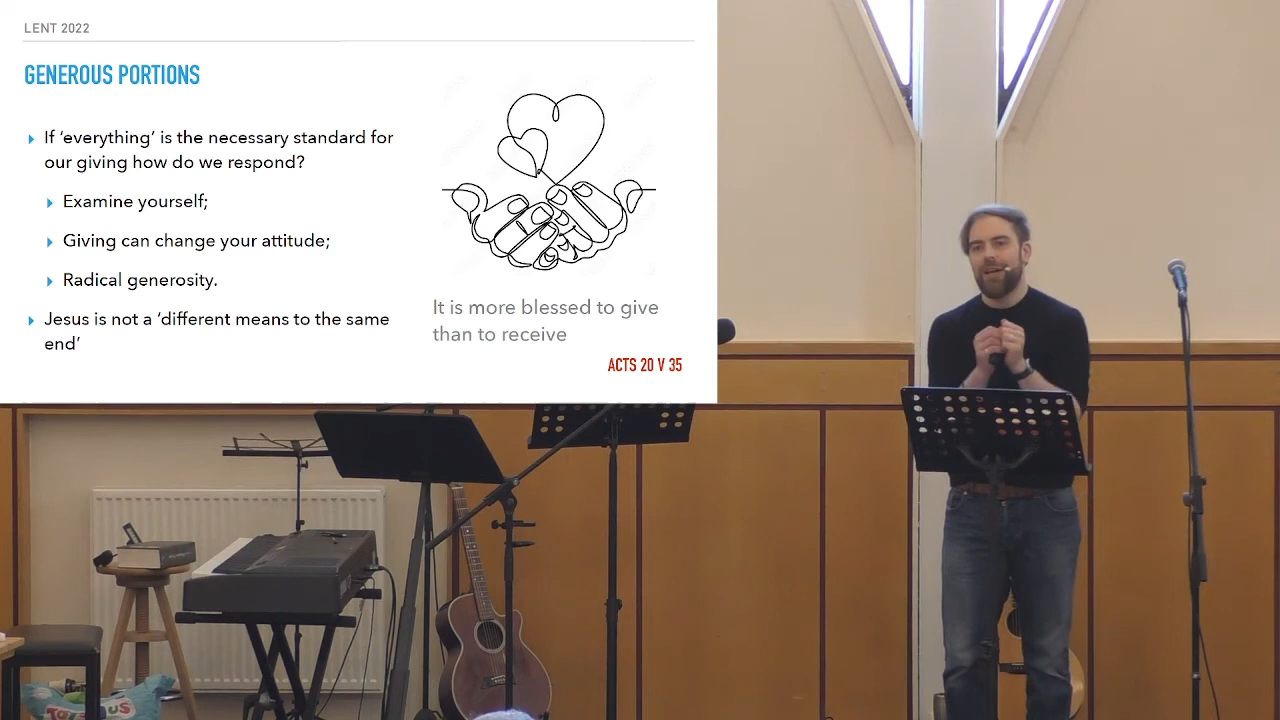 LENT 2022
GENEROUS PORTIONS
If ‘everything’ is the necessary standard for
our giving how do we respond?
Examine yourself;
Giving can change your attitude;
Radical generosity.
Jesus is not a ‘different means to the same
end’
It is more blessed to give
than to receive
ACTS 20 V 35